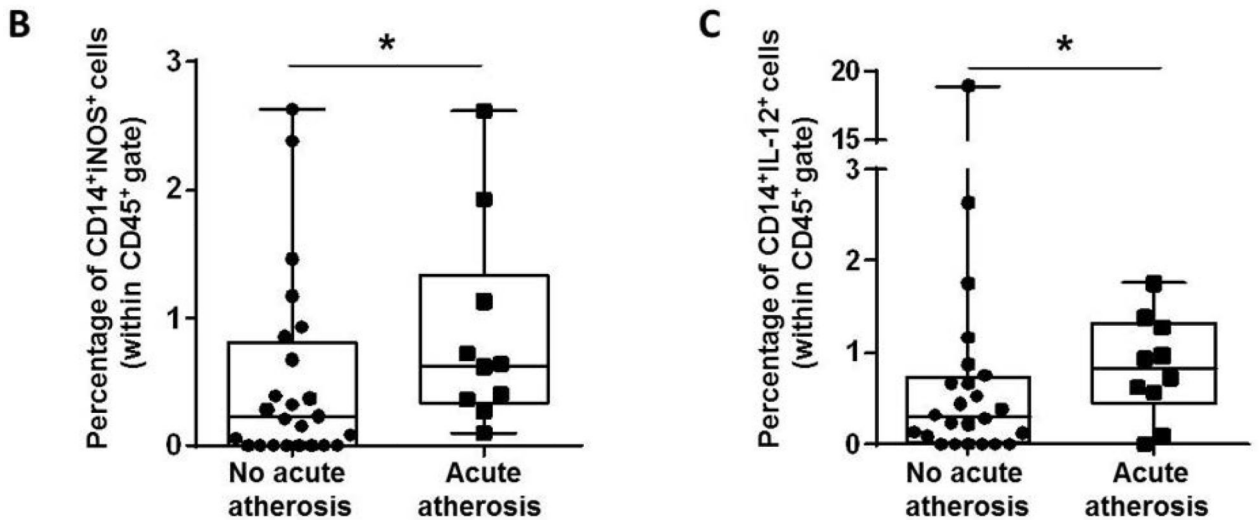 B
Percentage of CD14⁺iNOS⁺ cells
(within CD45⁺ gate)
3
2
1
0
*
No acute
atherosis
Acute
atherosis
C
Percentage of CD14⁺IL-12⁺ cells
(within CD45⁺ gate)
20
15
3
2
1
0
*
No acute
atherosis
Acute
atherosis